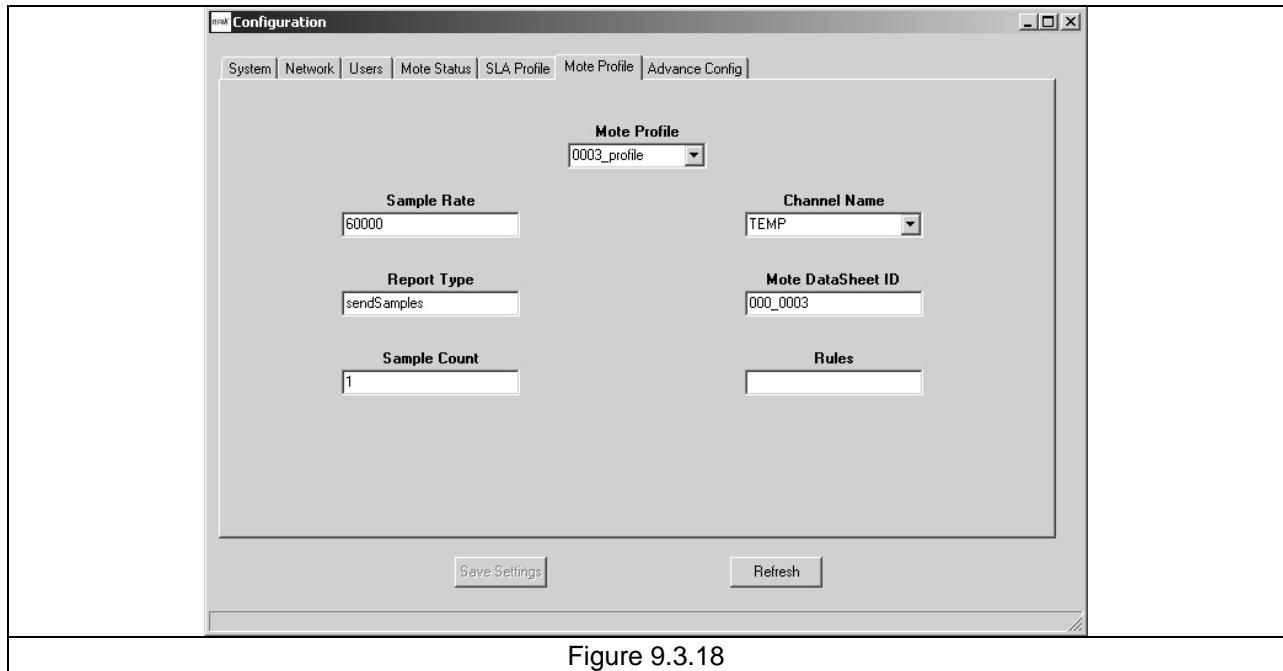 Configuration
System Network Users Mote Status SLA Profile Mote Profile Advance Config
Mote Profile
0003_profile
Sample Rate
60000
Channel Name
TEMP
Report Type
sendSamples
Mote DataSheet ID
000_0003
Sample Count
1
Rules
Save Settings
Refresh
Figure 9.3.18